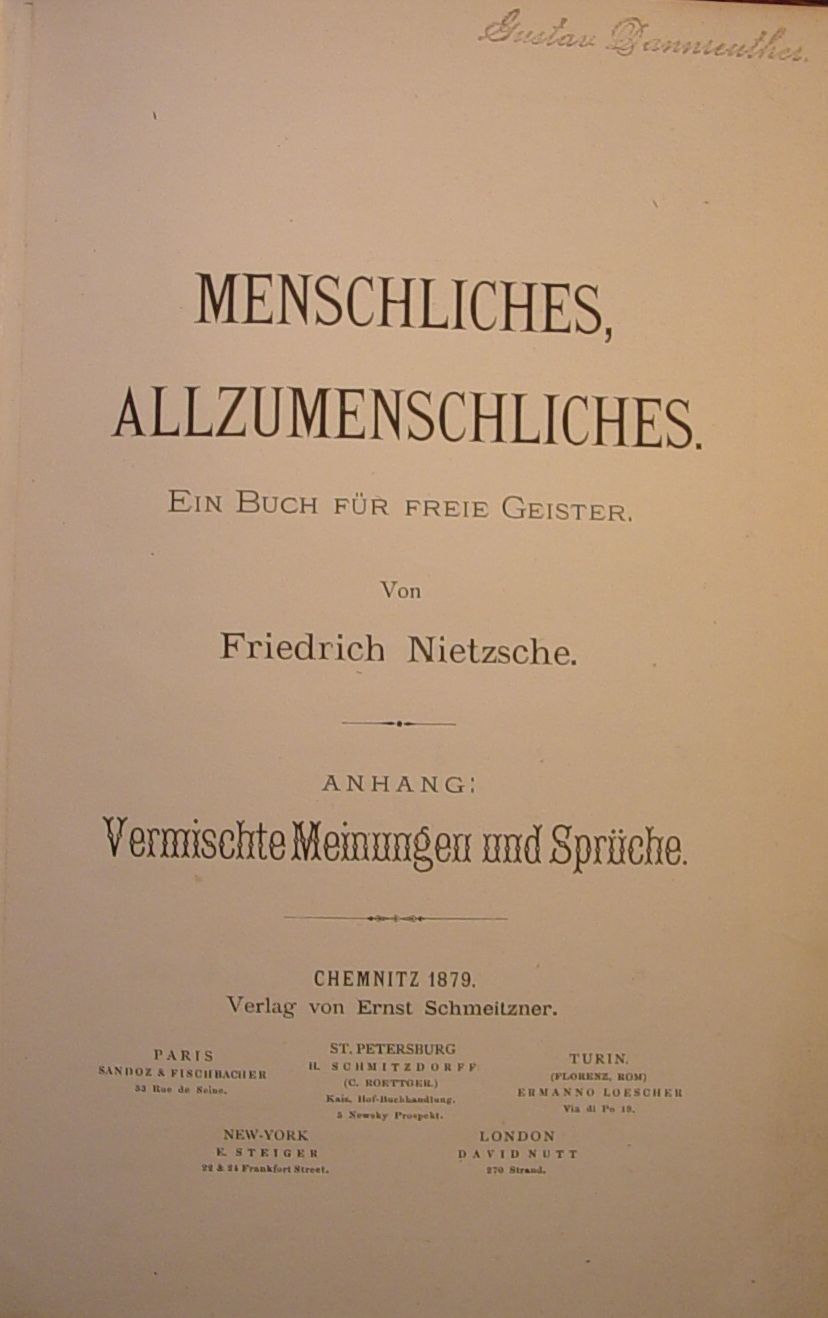 Gustav Dannreuther.
MENSCHLICHES,
ALLZUMENSCHLICHES.
EIN BUCH FÜR FREIE GEISTER.
Von
Friedrich Nietzsche.
ANHANG:
Vermischte Meinungen und Sprüche.
CHEMNITZ 1879.
Verlag von Ernst Schmeitzner.
PARIS
SANDOZ & FISCHBACHER
33 Rue de Seine.
ST. PETERSBURG
H. SCHMITZDORFF
(C. ROETTGER.)
Kais. Hof-Buchhandlung.
5 Newsky Prospekt.
TURIN.
(FLORENZ, ROM)
ERMANNO LOESCHER
Via di Po 19.
NEW-YORK
E. STEIGER
22 & 24 Frankfort Street.
LONDON
DAVID NUTT
270 Strand.